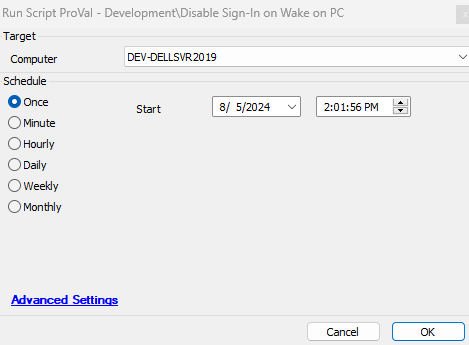 Run Script ProVal - Development\Disable Sign-In on Wake on PC
Target
Computer
DEV-DELLSVR2019
Schedule
Once
Start
8/ 5/2024
2:01:56 PM
Minute
Hourly
Daily
Weekly
Monthly
Advanced Settings
Cancel
OK